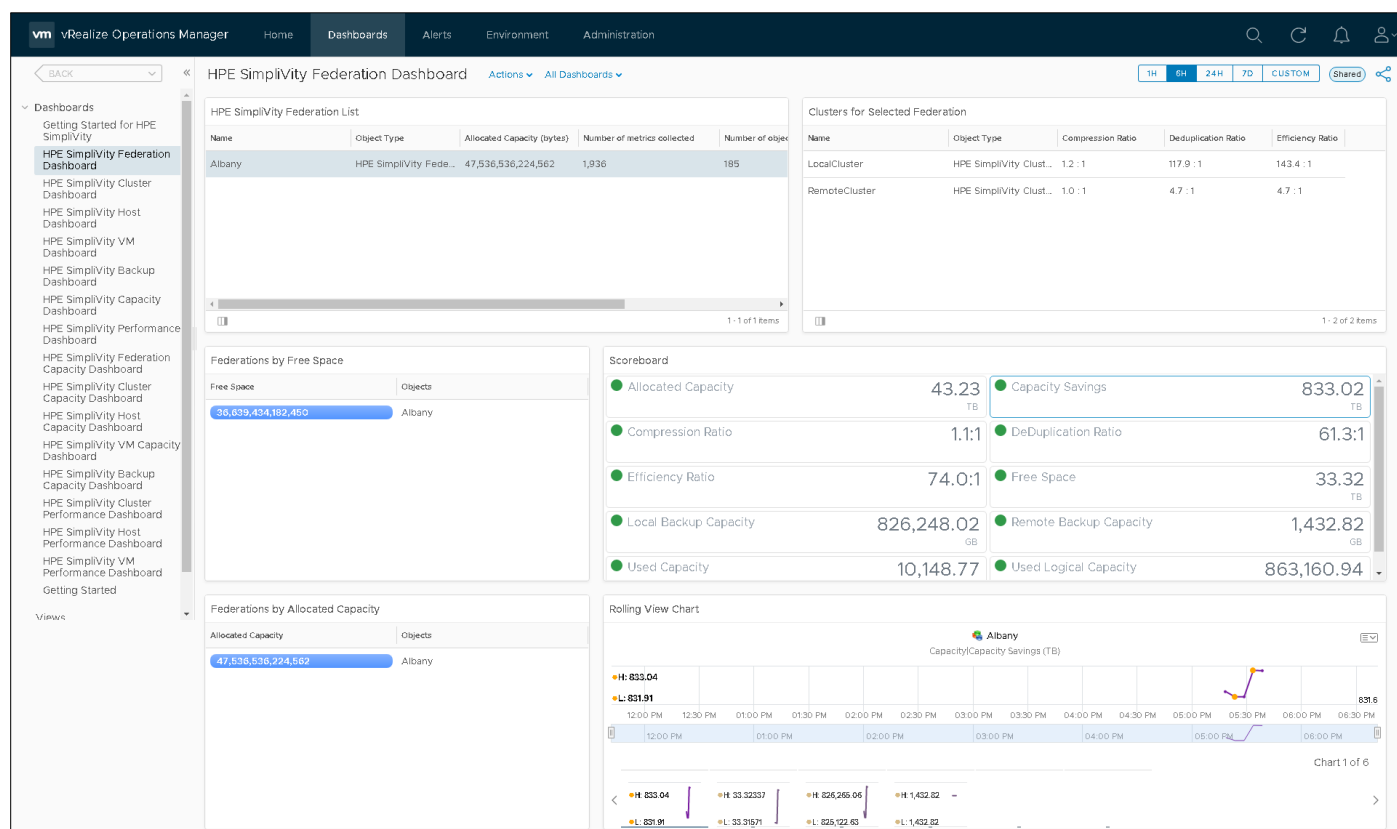 vm vRealize Operations Manager Home Dashboards Alerts Environment Administration
BACK
HPE SimpliVity Federation Dashboard Actions All Dashboards 1H 6H 24H 7D CUSTOM Shared
Dashboards
Getting Started for HPE
SimpliVity
HPE SimpliVity Federation
Dashboard
HPE SimpliVity Cluster
Dashboard
HPE SimpliVity Host
Dashboard
HPE SimpliVity VM
Dashboard
HPE SimpliVity Backup
Dashboard
HPE SimpliVity Capacity
Dashboard
HPE SimpliVity Performance
Dashboard
HPE SimpliVity Federation
Capacity Dashboard
HPE SimpliVity Cluster
Capacity Dashboard
HPE SimpliVity Host
Capacity Dashboard
HPE SimpliVity VM Capacity
Dashboard
HPE SimpliVity Backup
Capacity Dashboard
HPE SimpliVity Cluster
Performance Dashboard
HPE SimpliVity Host
Performance Dashboard
HPE SimpliVity VM
Performance Dashboard
Getting Started
Views
HPE SimpliVity Federation List
Name Object Type Allocated Capacity (bytes) Number of metrics collected Number of objec
Albany HPE SimpliVity Fede... 47,536,536,224,562 1,936 185
1 - 1 of 1 items
Clusters for Selected Federation
Name Object Type Compression Ratio Deduplication Ratio Efficiency Ratio
LocalCluster HPE SimpliVity Clust... 1.2 : 1 117.9 : 1 143.4 : 1
RemoteCluster HPE SimpliVity Clust... 1.0 : 1 4.7 : 1 4.7 : 1
1 - 2 of 2 items
Federations by Free Space
Free Space Objects
36,639,434,182,450 Albany
Scoreboard
Allocated Capacity 43.23 TB
Capacity Savings 833.02 TB
Compression Ratio 1.1:1
DeDuplication Ratio 61.3:1
Efficiency Ratio 74.0:1
Free Space 33.32 TB
Local Backup Capacity 826,248.02 GB
Remote Backup Capacity 1,432.82 GB
Used Capacity 10,148.77
Used Logical Capacity 863,160.94
Federations by Allocated Capacity
Allocated Capacity Objects
47,536,536,224,562 Albany
Rolling View Chart
Albany
Capacity|Capacity Savings (TB)
H: 833.04
L: 831.91
831.6
12:00 PM 12:30 PM 01:00 PM 01:30 PM 02:00 PM 02:30 PM 03:00 PM 03:30 PM 04:00 PM 04:30 PM 05:00 PM 05:30 PM 06:00 PM 06:30 PM
12:00 PM 01:00 PM 02:00 PM 03:00 PM 04:00 PM 05:00 PM 06:00 PM
Chart 1 of 6
H: 833.04 H: 33.32337 H: 826,265.06 H: 1,432.82
L: 831.91 L: 33.31571 L: 825,122.63 L: 1,432.82